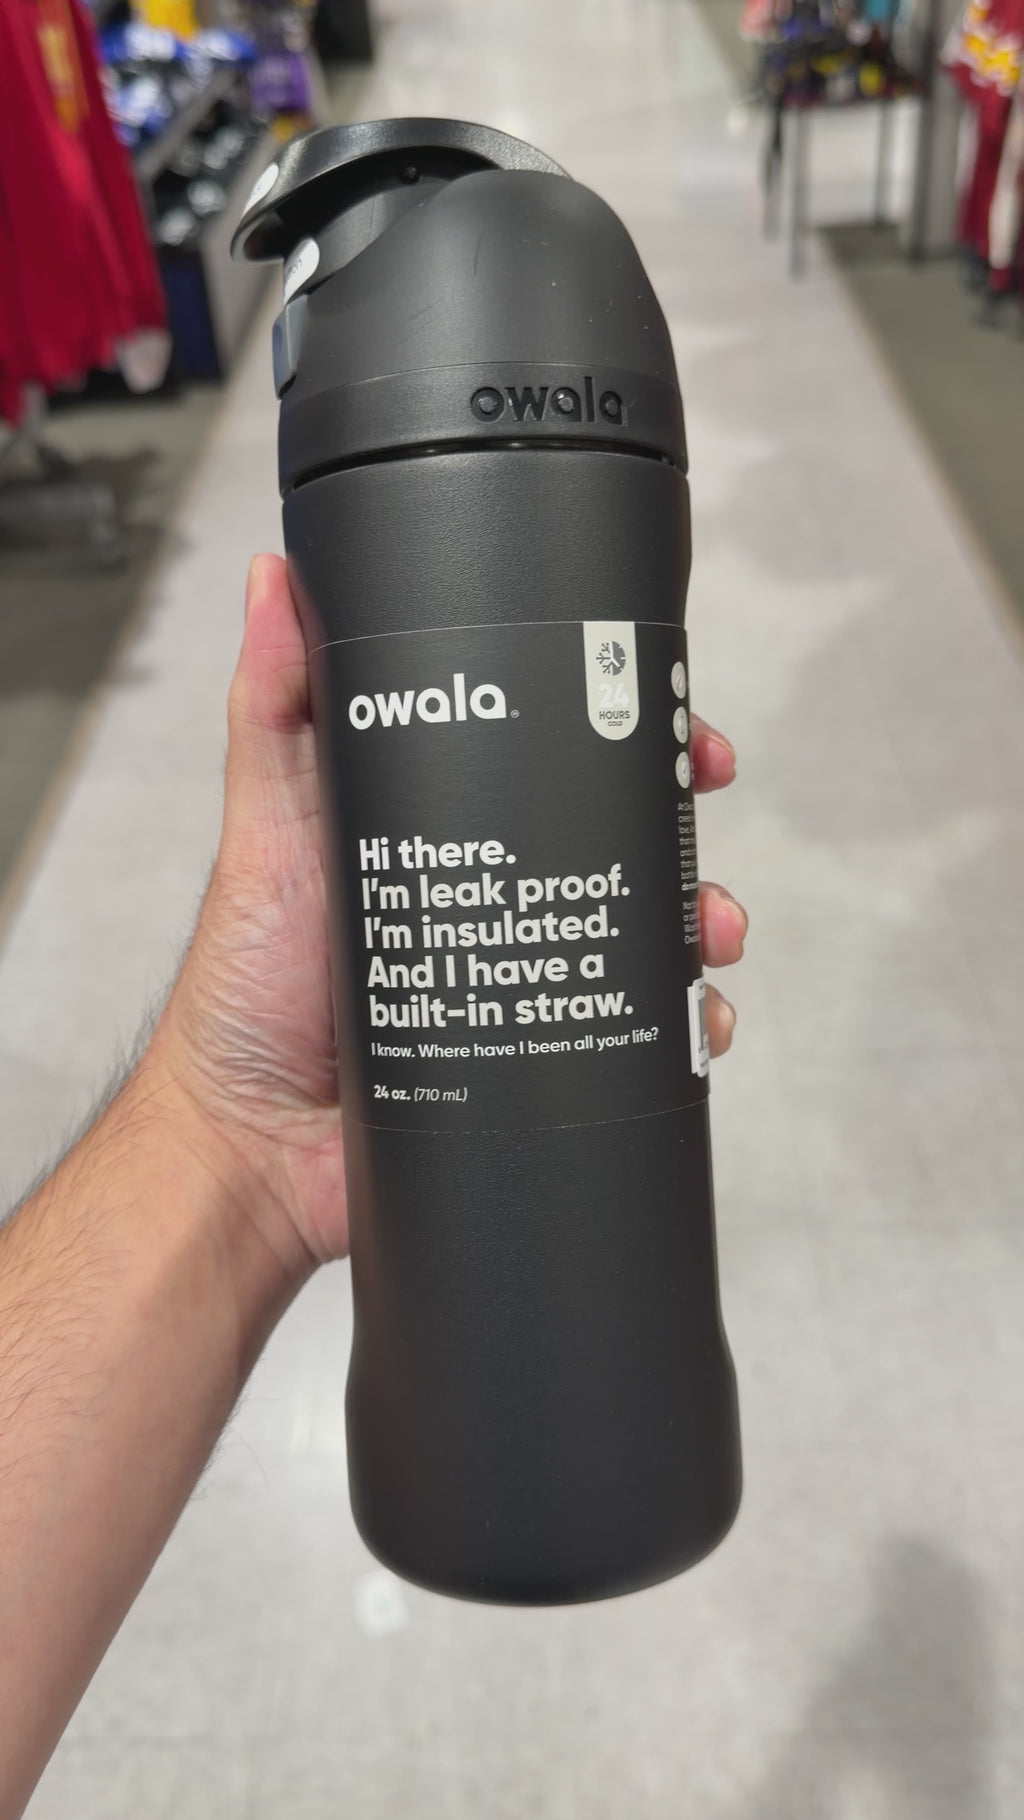 owala
owala®
24
HOURS
COLD
Hi there.
I'm leak proof.
I'm insulated.
And I have a
built-in straw.
I know. Where have I been all your life?
24 oz. (710 mL)